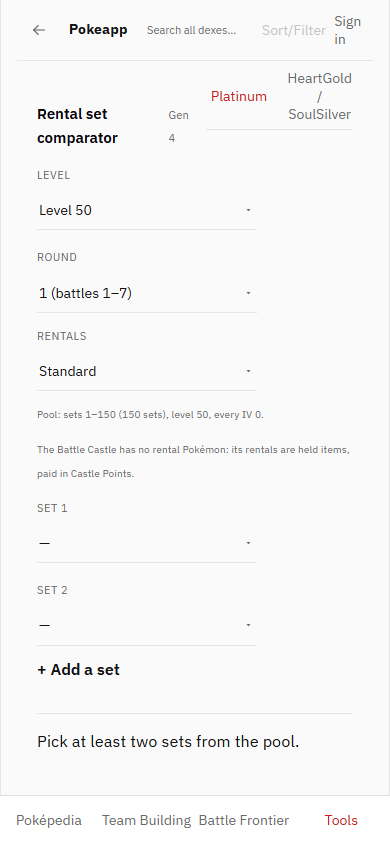 Pokeapp Search all dexes... Sort/Filter Sign in
Rental set comparator
Gen 4
Platinum
HeartGold / SoulSilver
LEVEL
Level 50
ROUND
1 (battles 1–7)
RENTALS
Standard
Pool: sets 1–150 (150 sets), level 50, every IV 0.
The Battle Castle has no rental Pokémon: its rentals are held items,
paid in Castle Points.
SET 1
—
SET 2
—
+ Add a set
Pick at least two sets from the pool.
Poképedia Team Building Battle Frontier Tools